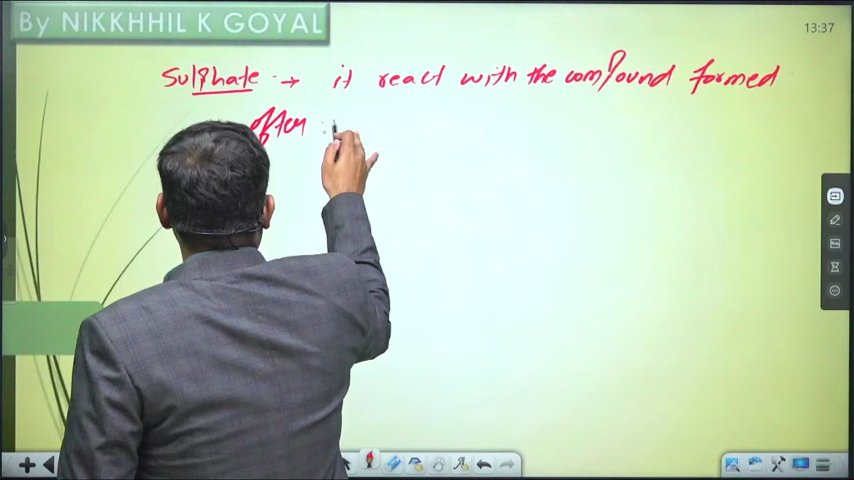 By NIKKHHIL K GOYAL
13:37
Sulphate → it react with the compound formed
after